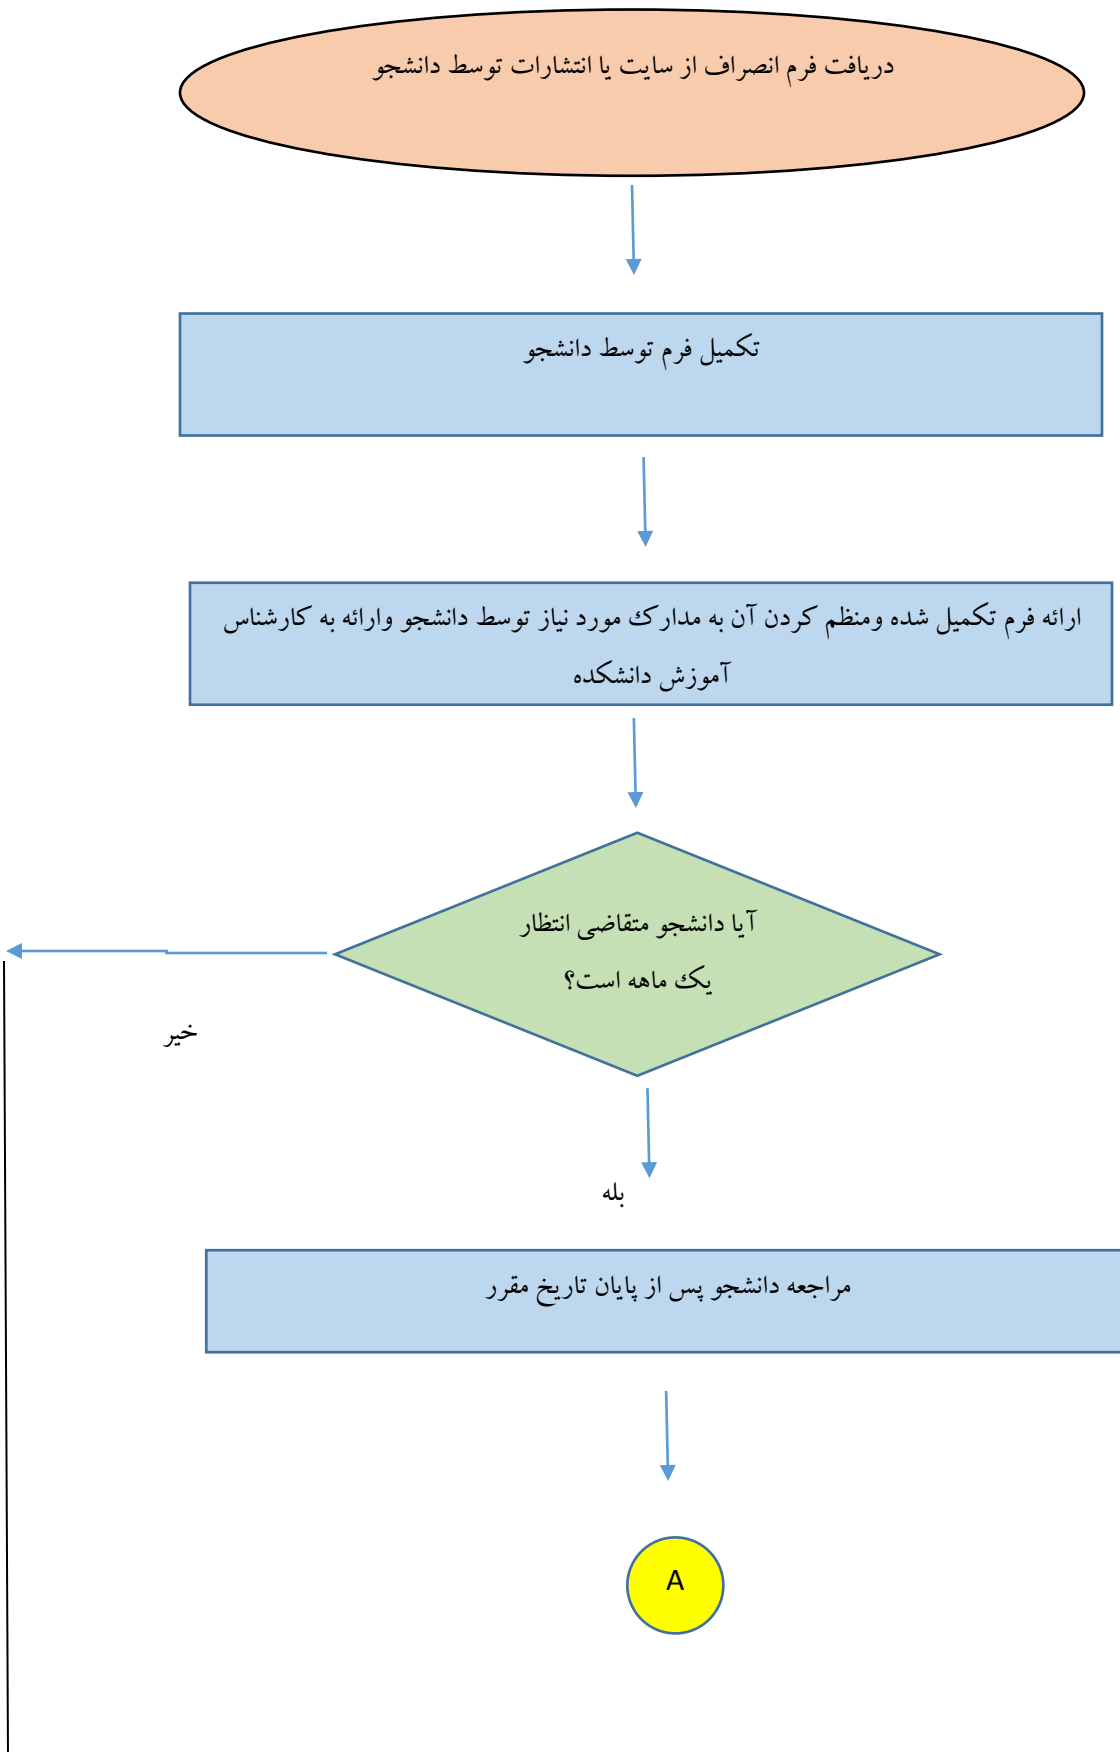 دریافت فرم انصراف از سایت یا انتشارات توسط دانشجو
تکمیل فرم توسط دانشجو
ارائه فرم تکمیل شده ومنظم کردن آن به مدارک مورد نیاز توسط دانشجو وارائه به کارشناس
آموزش دانشکده
آیا دانشجو متقاضی انتظار
یک ماهه است؟
خیر
بله
مراجعه دانشجو پس از پایان تاریخ مقرر
A